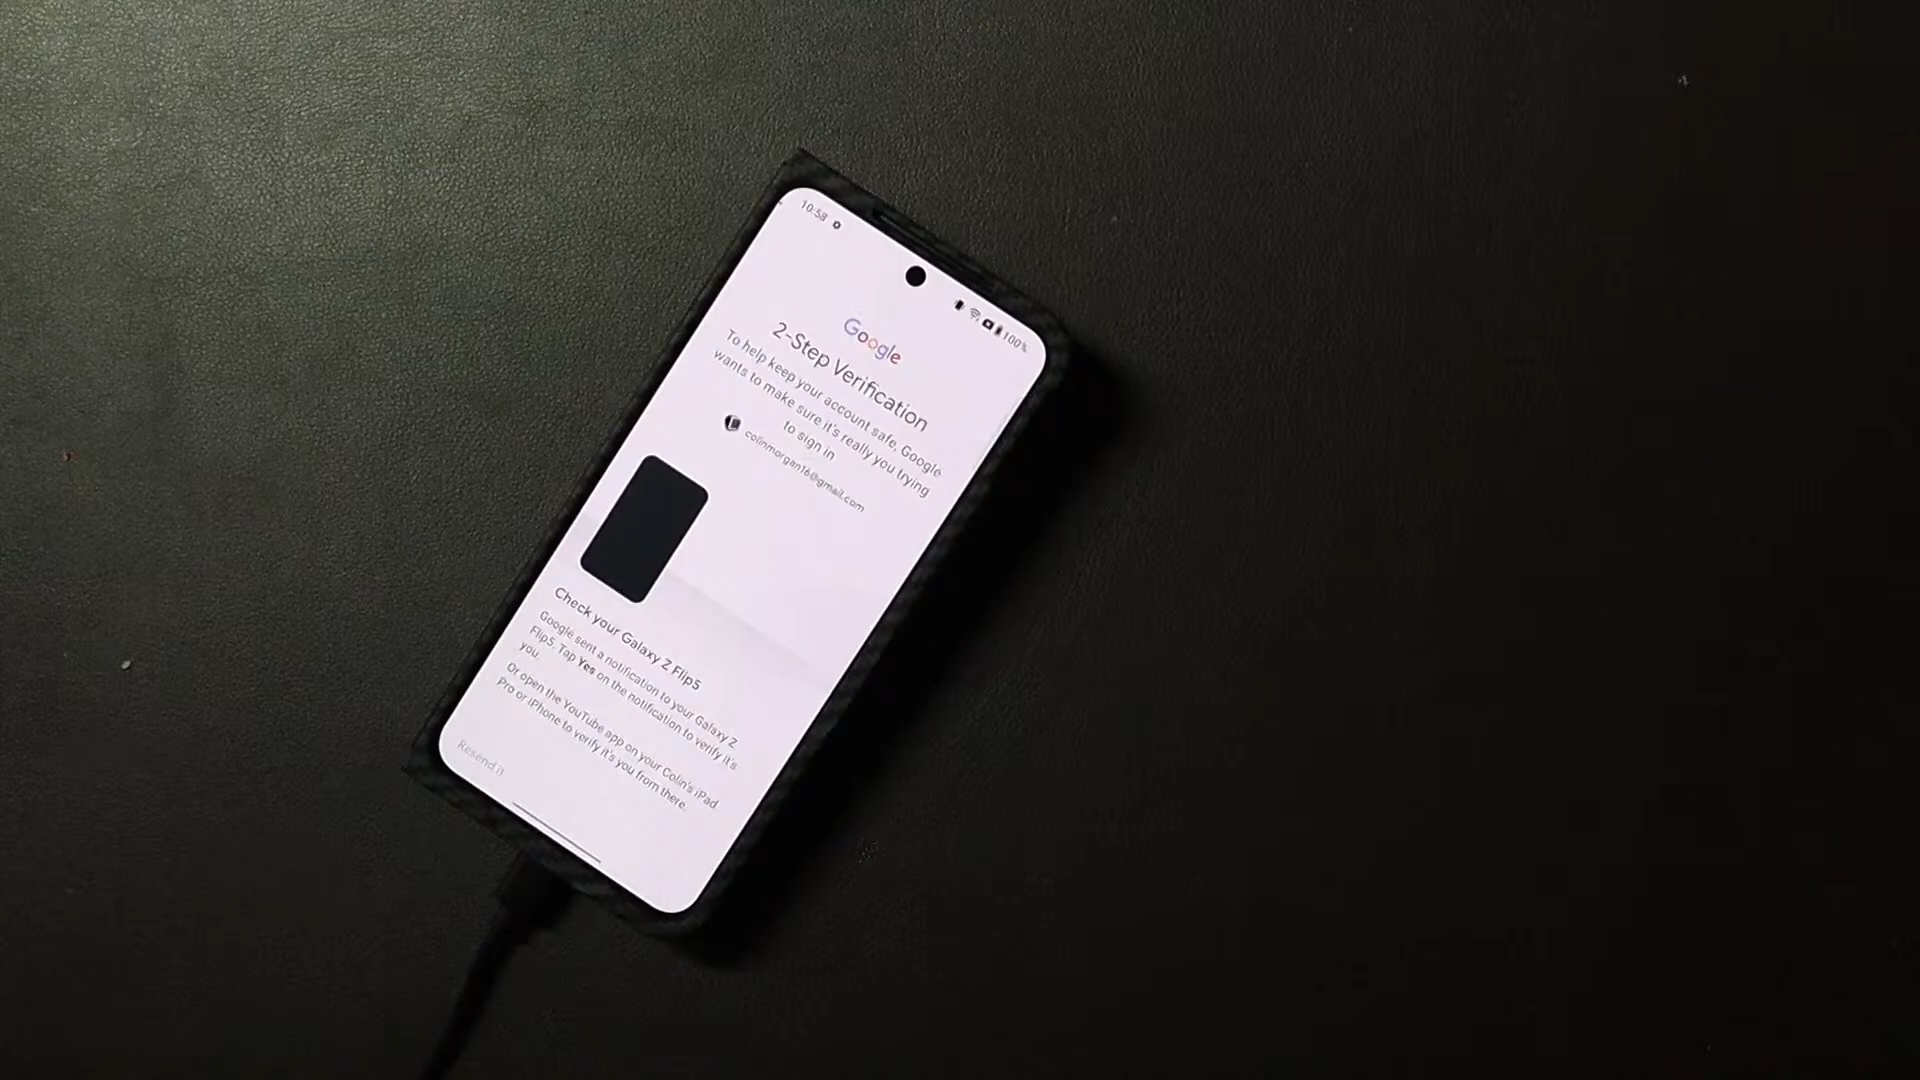 10:58
100%
Google
2-Step Verification
To help keep your account safe, Google
wants to make sure it's really you trying
to sign in
colinmorgan16@gmail.com
Check your Galaxy Z Flip5
Google sent a notification to your Galaxy Z
Flip5. Tap Yes on the notification to verify it's
you.
Or open the YouTube app on your Colin's iPad
Pro or iPhone to verify it's you from there.
Resend it